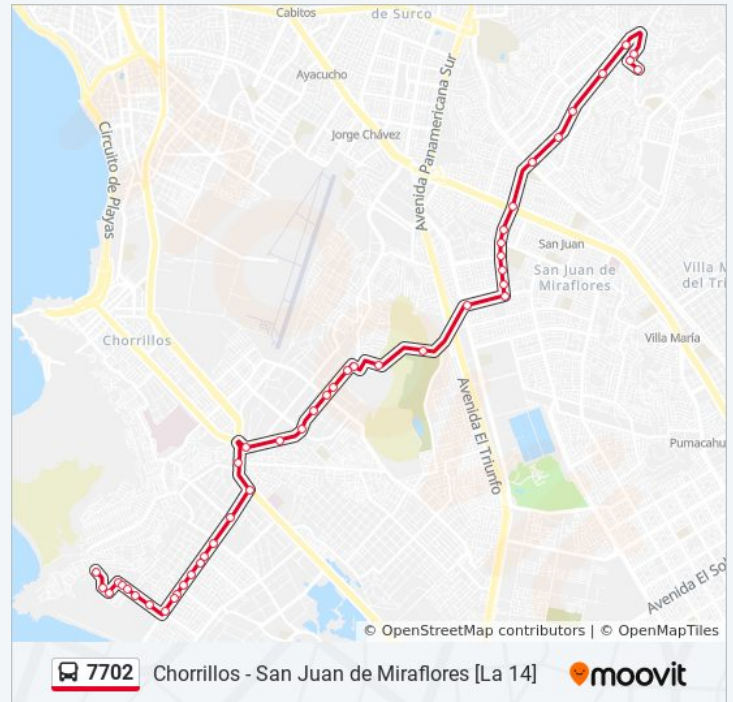 Cabitos
de Surco
Ayacucho
Jorge Chávez
Avenida Panamericana Sur
Circuito de Playas
San Juan
San Juan de
Miraflores
Villa M
del Tri
Chorrillos
Villa María
Avenida El Triunfo
Pumacahu
Avenida El Sol
© OpenStreetMap contributors | © OpenMapTiles
7702 Chorrillos - San Juan de Miraflores [La 14] moovit